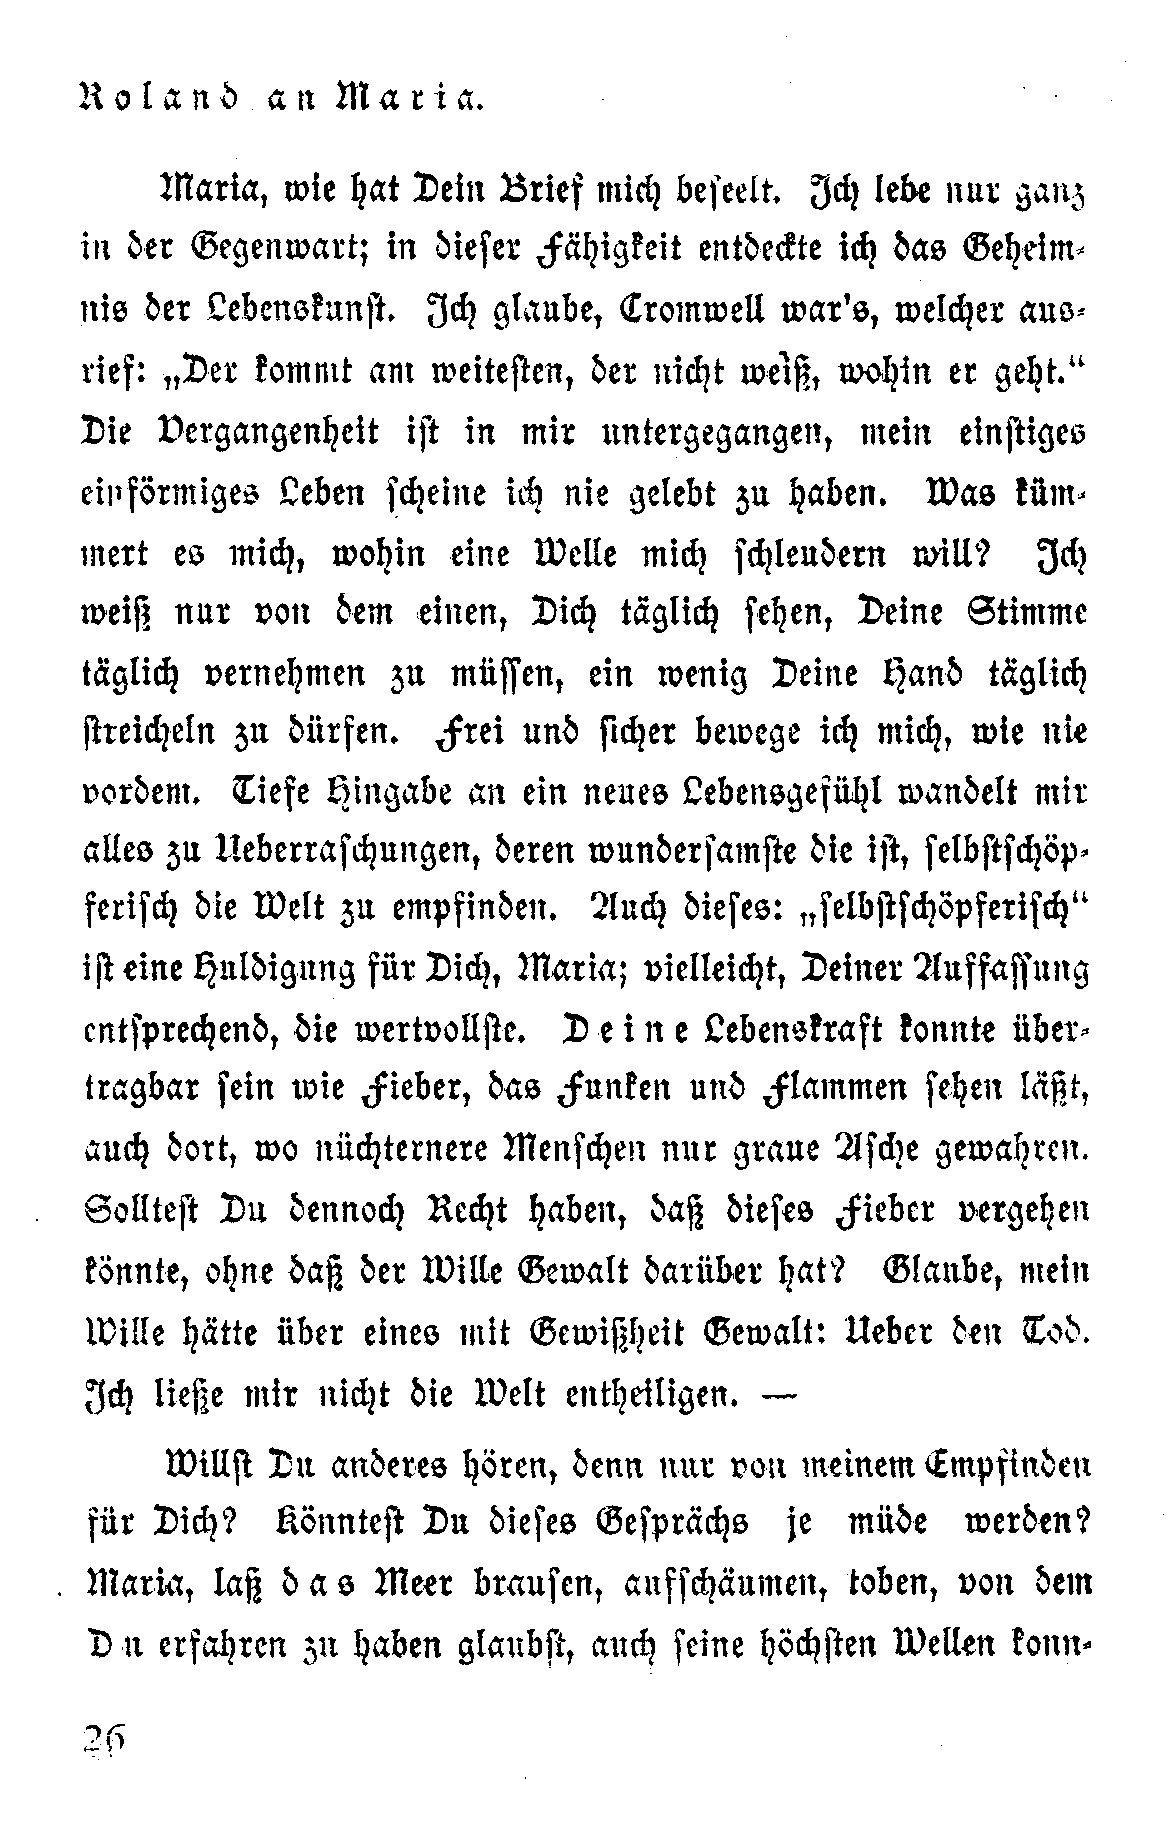 Roland an Maria.
Maria, wie hat Dein Brief mich beseelt. Ich lebe nur ganz
in der Gegenwart; in dieser Fähigkeit entdeckte ich das Geheim-
nis der Lebenskunst. Ich glaube, Cromwell war's, welcher aus-
rief: „Der kommt am weitesten, der nicht weiß, wohin er geht.“
Die Vergangenheit ist in mir untergegangen, mein einstiges
einförmiges Leben scheine ich nie gelebt zu haben. Was küm-
mert es mich, wohin eine Welle mich schleudern will? Ich
weiß nur von dem einen, Dich täglich sehen, Deine Stimme
täglich vernehmen zu müssen, ein wenig Deine Hand täglich
streicheln zu dürfen. Frei und sicher bewege ich mich, wie nie
vordem. Tiefe Hingabe an ein neues Lebensgefühl wandelt mir
alles zu Ueberraschungen, deren wundersamste die ist, selbstschöp-
ferisch die Welt zu empfinden. Auch dieses: „selbstschöpferisch“
ist eine Huldigung für Dich, Maria; vielleicht, Deiner Auffassung
entsprechend, die wertvollste. Deine Lebenskraft konnte über-
tragbar sein wie Fieber, das Funken und Flammen sehen läßt,
auch dort, wo nüchternere Menschen nur graue Asche gewahren.
Solltest Du dennoch Recht haben, daß dieses Fieber vergehen
könnte, ohne daß der Wille Gewalt darüber hat? Glaube, mein
Wille hätte über eines mit Gewißheit Gewalt: Ueber den Tod.
Ich ließe mir nicht die Welt entheiligen. —
Willst Du anderes hören, denn nur von meinem Empfinden
für Dich? Könntest Du dieses Gesprächs je müde werden?
Maria, laß das Meer brausen, aufschäumen, toben, von dem
Du erfahren zu haben glaubst, auch seine höchsten Wellen konn-
26